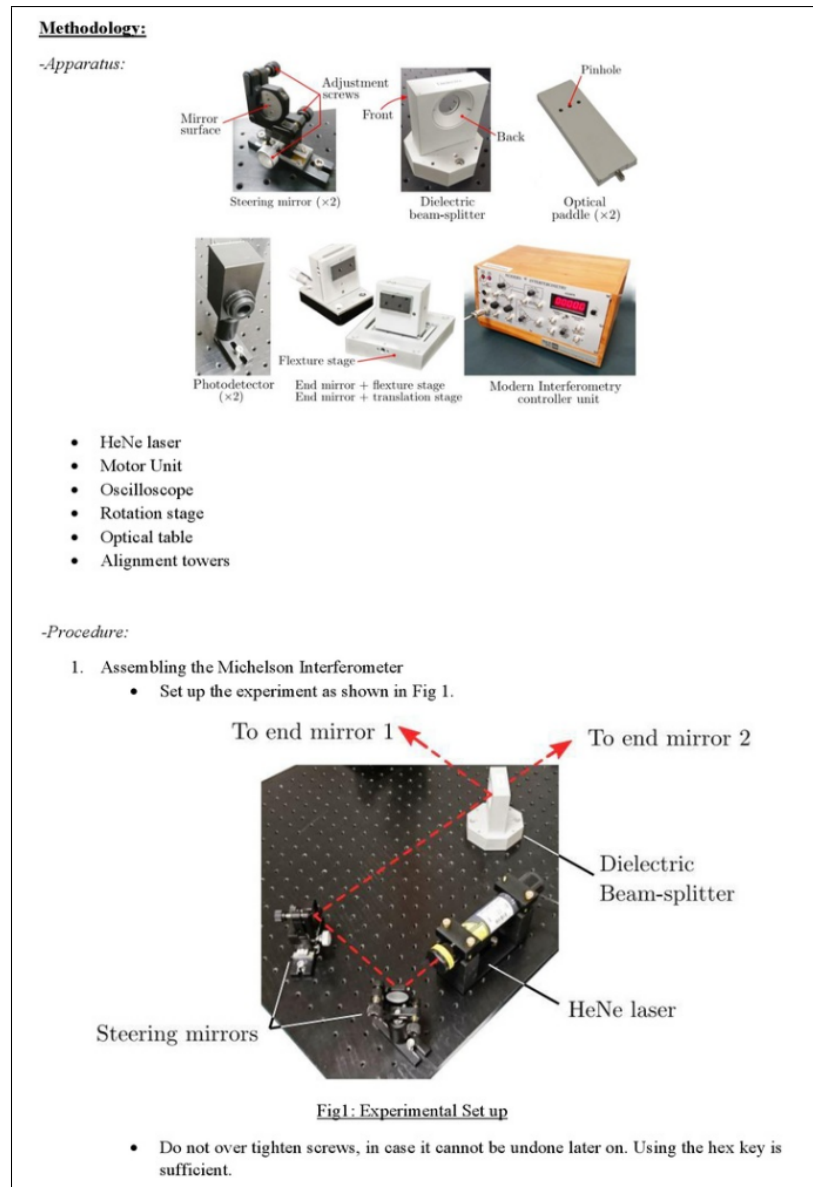 Methodology:
-Apparatus:
Adjustment
screws
Mirror
surface
Steering mirror (×2)
Front
Back
Dielectric
beam-splitter
Pinhole
Optical
paddle (×2)
Photodetector
(×2)
Flexture stage
End mirror + flexture stage
End mirror + translation stage
Modern Interferometry
controller unit
• HeNe laser
• Motor Unit
• Oscilloscope
• Rotation stage
• Optical table
• Alignment towers
-Procedure:
1. Assembling the Michelson Interferometer
• Set up the experiment as shown in Fig 1.
To end mirror 1
To end mirror 2
Dielectric
Beam-splitter
HeNe laser
Steering mirrors
Fig1: Experimental Set up
• Do not over tighten screws, in case it cannot be undone later on. Using the hex key is
sufficient.